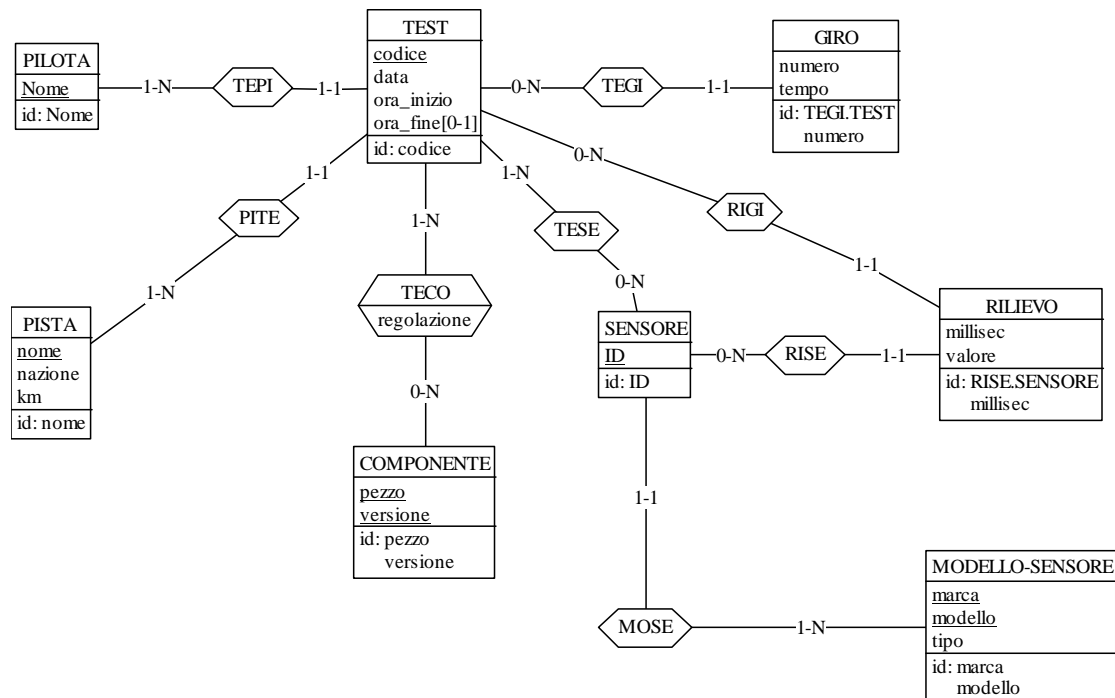 TEST
codice
data
ora_inizio
ora_fine[0-1]
id: codice
PILOTA
Nome
id: Nome
1-N
TEPI
1-1
0-N
TEGI
1-1
GIRO
numero
tempo
id: TEGI.TEST
numero
1-1
PITE
1-N
1-N
TECO
regolazione
0-N
1-N
TESE
0-N
0-N
RIGI
1-1
PISTA
nome
nazione
km
id: nome
SENSORE
ID
id: ID
0-N
RISE
1-1
RILIEVO
millisec
valore
id: RISE.SENSORE
millisec
COMPONENTE
pezzo
versione
id: pezzo
versione
1-1
MOSE
1-N
MODELLO-SENSORE
marca
modello
tipo
id: marca
modello